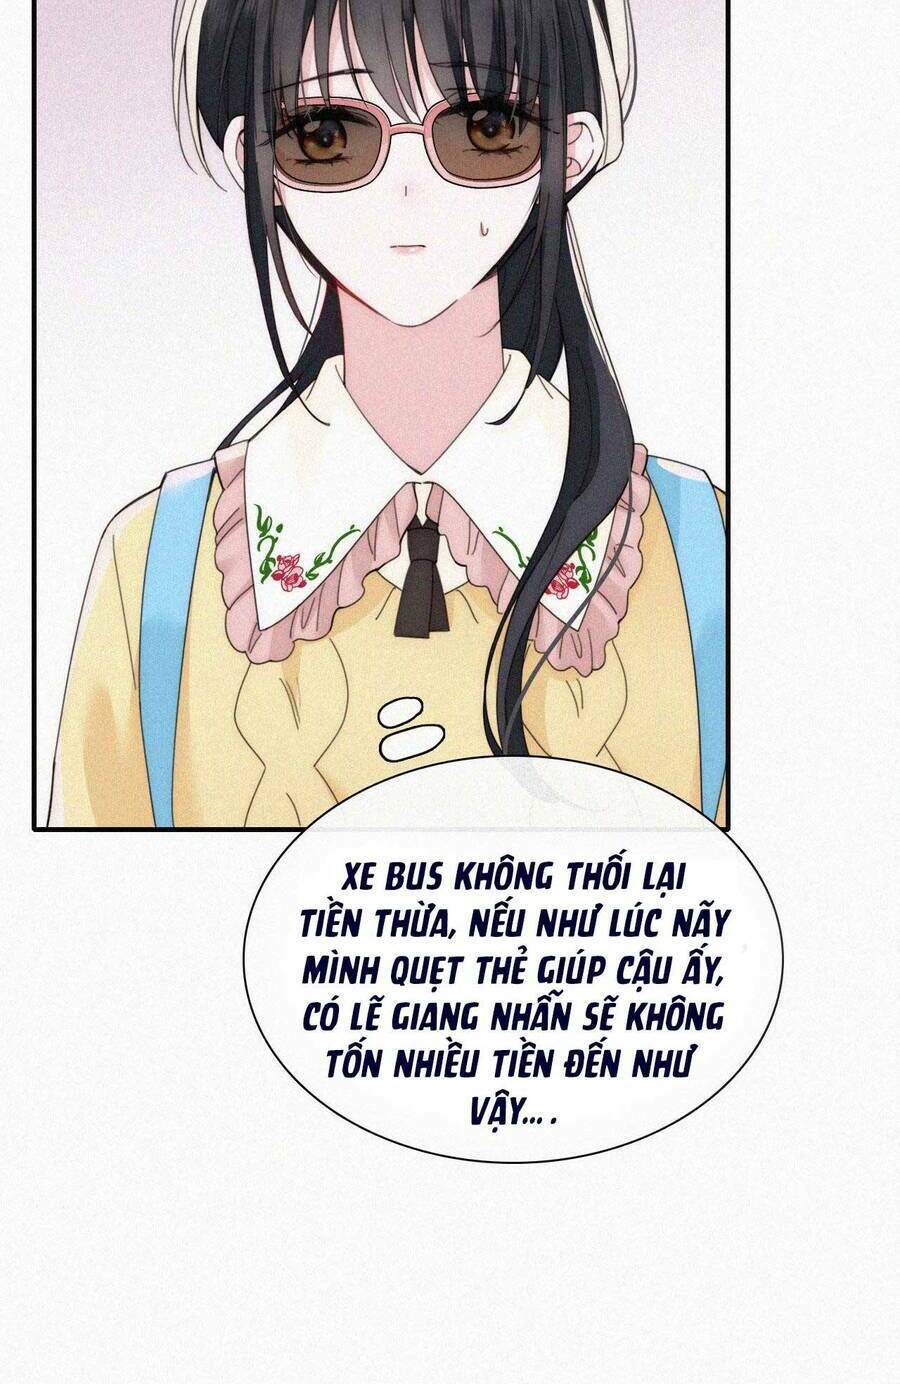 XE BUS KHÔNG THỐI LẠI
TIỀN THỪA, NẾU NHƯ LÚC NÃY
MÌNH QUẸT THẺ GIÚP CẬU ẤY,
CÓ LẼ GIANG NHẪN SẼ KHÔNG
TỐN NHIỀU TIỀN ĐẾN NHƯ
VẬY... .